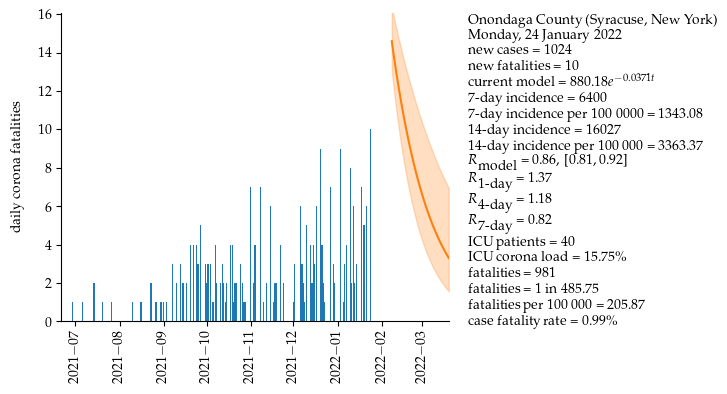 16
14
12
10
8
6
4
2
0
daily corona fatalities
2021−07
2021−08
2021−09
2021−10
2021−11
2021−12
2022−01
2022−02
2022−03
Onondaga County (Syracuse, New York)
Monday, 24 January 2022
new cases = 1024
new fatalities = 10
current model = 880.18e^{−0.0371t}
7-day incidence = 6400
7-day incidence per 100 0000 = 1343.08
14-day incidence = 16027
14-day incidence per 100 000 = 3363.37
R_model = 0.86, [0.81, 0.92]
R_1-day = 1.37
R_4-day = 1.18
R_7-day = 0.82
ICU patients = 40
ICU corona load = 15.75%
fatalities = 981
fatalities = 1 in 485.75
fatalities per 100 000 = 205.87
case fatality rate = 0.99%